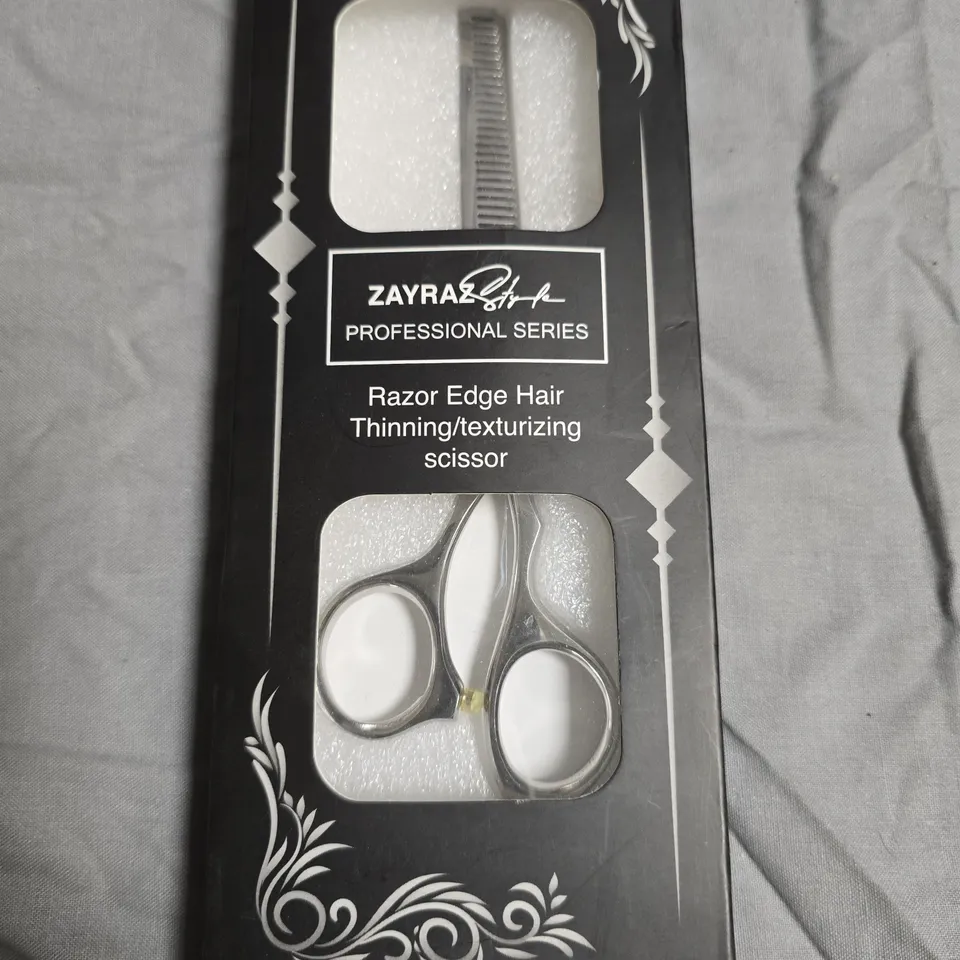 ZAYRAZ Style
PROFESSIONAL SERIES
Razor Edge Hair
Thinning/texturizing
scissor